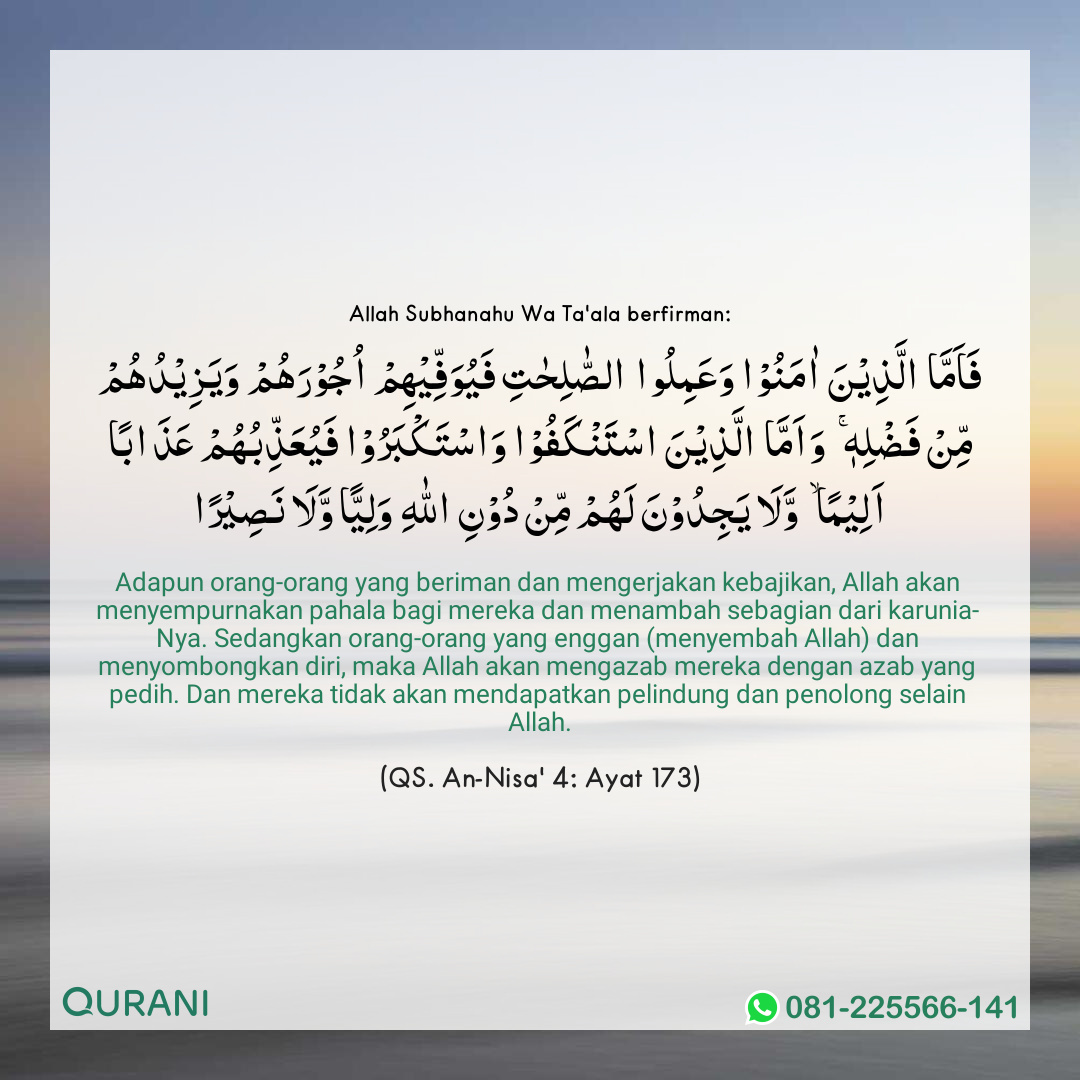 Allah Subhanahu Wa Ta'ala berfirman:
فَاَمَّا الَّذِيْنَ اٰمَنُوْا وَعَمِلُوا الصّٰلِحٰتِ فَيُوَفِّيْهِمْ اُجُوْرَهُمْ وَيَزِيْدُهُمْ
مِّنْ فَضْلِهٖ ۚ وَاَمَّا الَّذِيْنَ اسْتَنْكَفُوْا وَاسْتَكْبَرُوْا فَيُعَذِّبُهُمْ عَذَابًا
اَلِيْمًا ۙ وَّلَا يَجِدُوْنَ لَهُمْ مِّنْ دُوْنِ اللّٰهِ وَلِيًّا وَّلَا نَصِيْرًا
Adapun orang-orang yang beriman dan mengerjakan kebajikan, Allah akan
menyempurnakan pahala bagi mereka dan menambah sebagian dari karunia-
Nya. Sedangkan orang-orang yang enggan (menyembah Allah) dan
menyombongkan diri, maka Allah akan mengazab mereka dengan azab yang
pedih. Dan mereka tidak akan mendapatkan pelindung dan penolong selain
Allah.
(QS. An-Nisa' 4: Ayat 173)
QURANI
081-225566-141